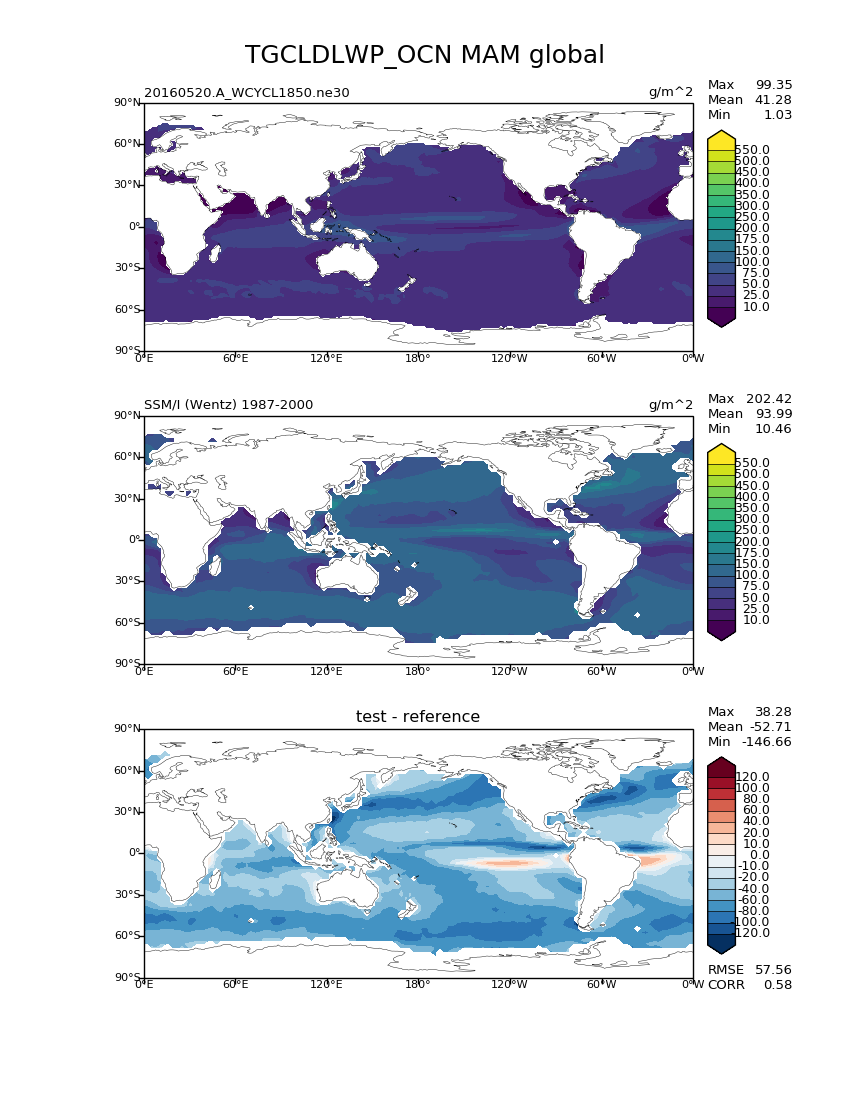 TGCLDLWP_OCN MAM global
20160520.A_WCYCL1850.ne30
g/m^2
Max 99.35
Mean 41.28
Min 1.03
90°N
60°N
30°N
0°
30°S
60°S
90°S
0°E 60°E 120°E 180° 120°W 60°W 0°W
550.0
500.0
450.0
400.0
350.0
300.0
250.0
200.0
175.0
150.0
100.0
75.0
50.0
25.0
10.0
SSM/I (Wentz) 1987-2000
g/m^2
Max 202.42
Mean 93.99
Min 10.46
90°N
60°N
30°N
0°
30°S
60°S
90°S
0°E 60°E 120°E 180° 120°W 60°W 0°W
550.0
500.0
450.0
400.0
350.0
300.0
250.0
200.0
175.0
150.0
100.0
75.0
50.0
25.0
10.0
test - reference
Max 38.28
Mean -52.71
Min -146.66
90°N
60°N
30°N
0°
30°S
60°S
90°S
0°E 60°E 120°E 180° 120°W 60°W 0°W
120.0
100.0
80.0
60.0
40.0
20.0
10.0
0.0
-10.0
-20.0
-40.0
-60.0
-80.0
-100.0
-120.0
RMSE 57.56
CORR 0.58